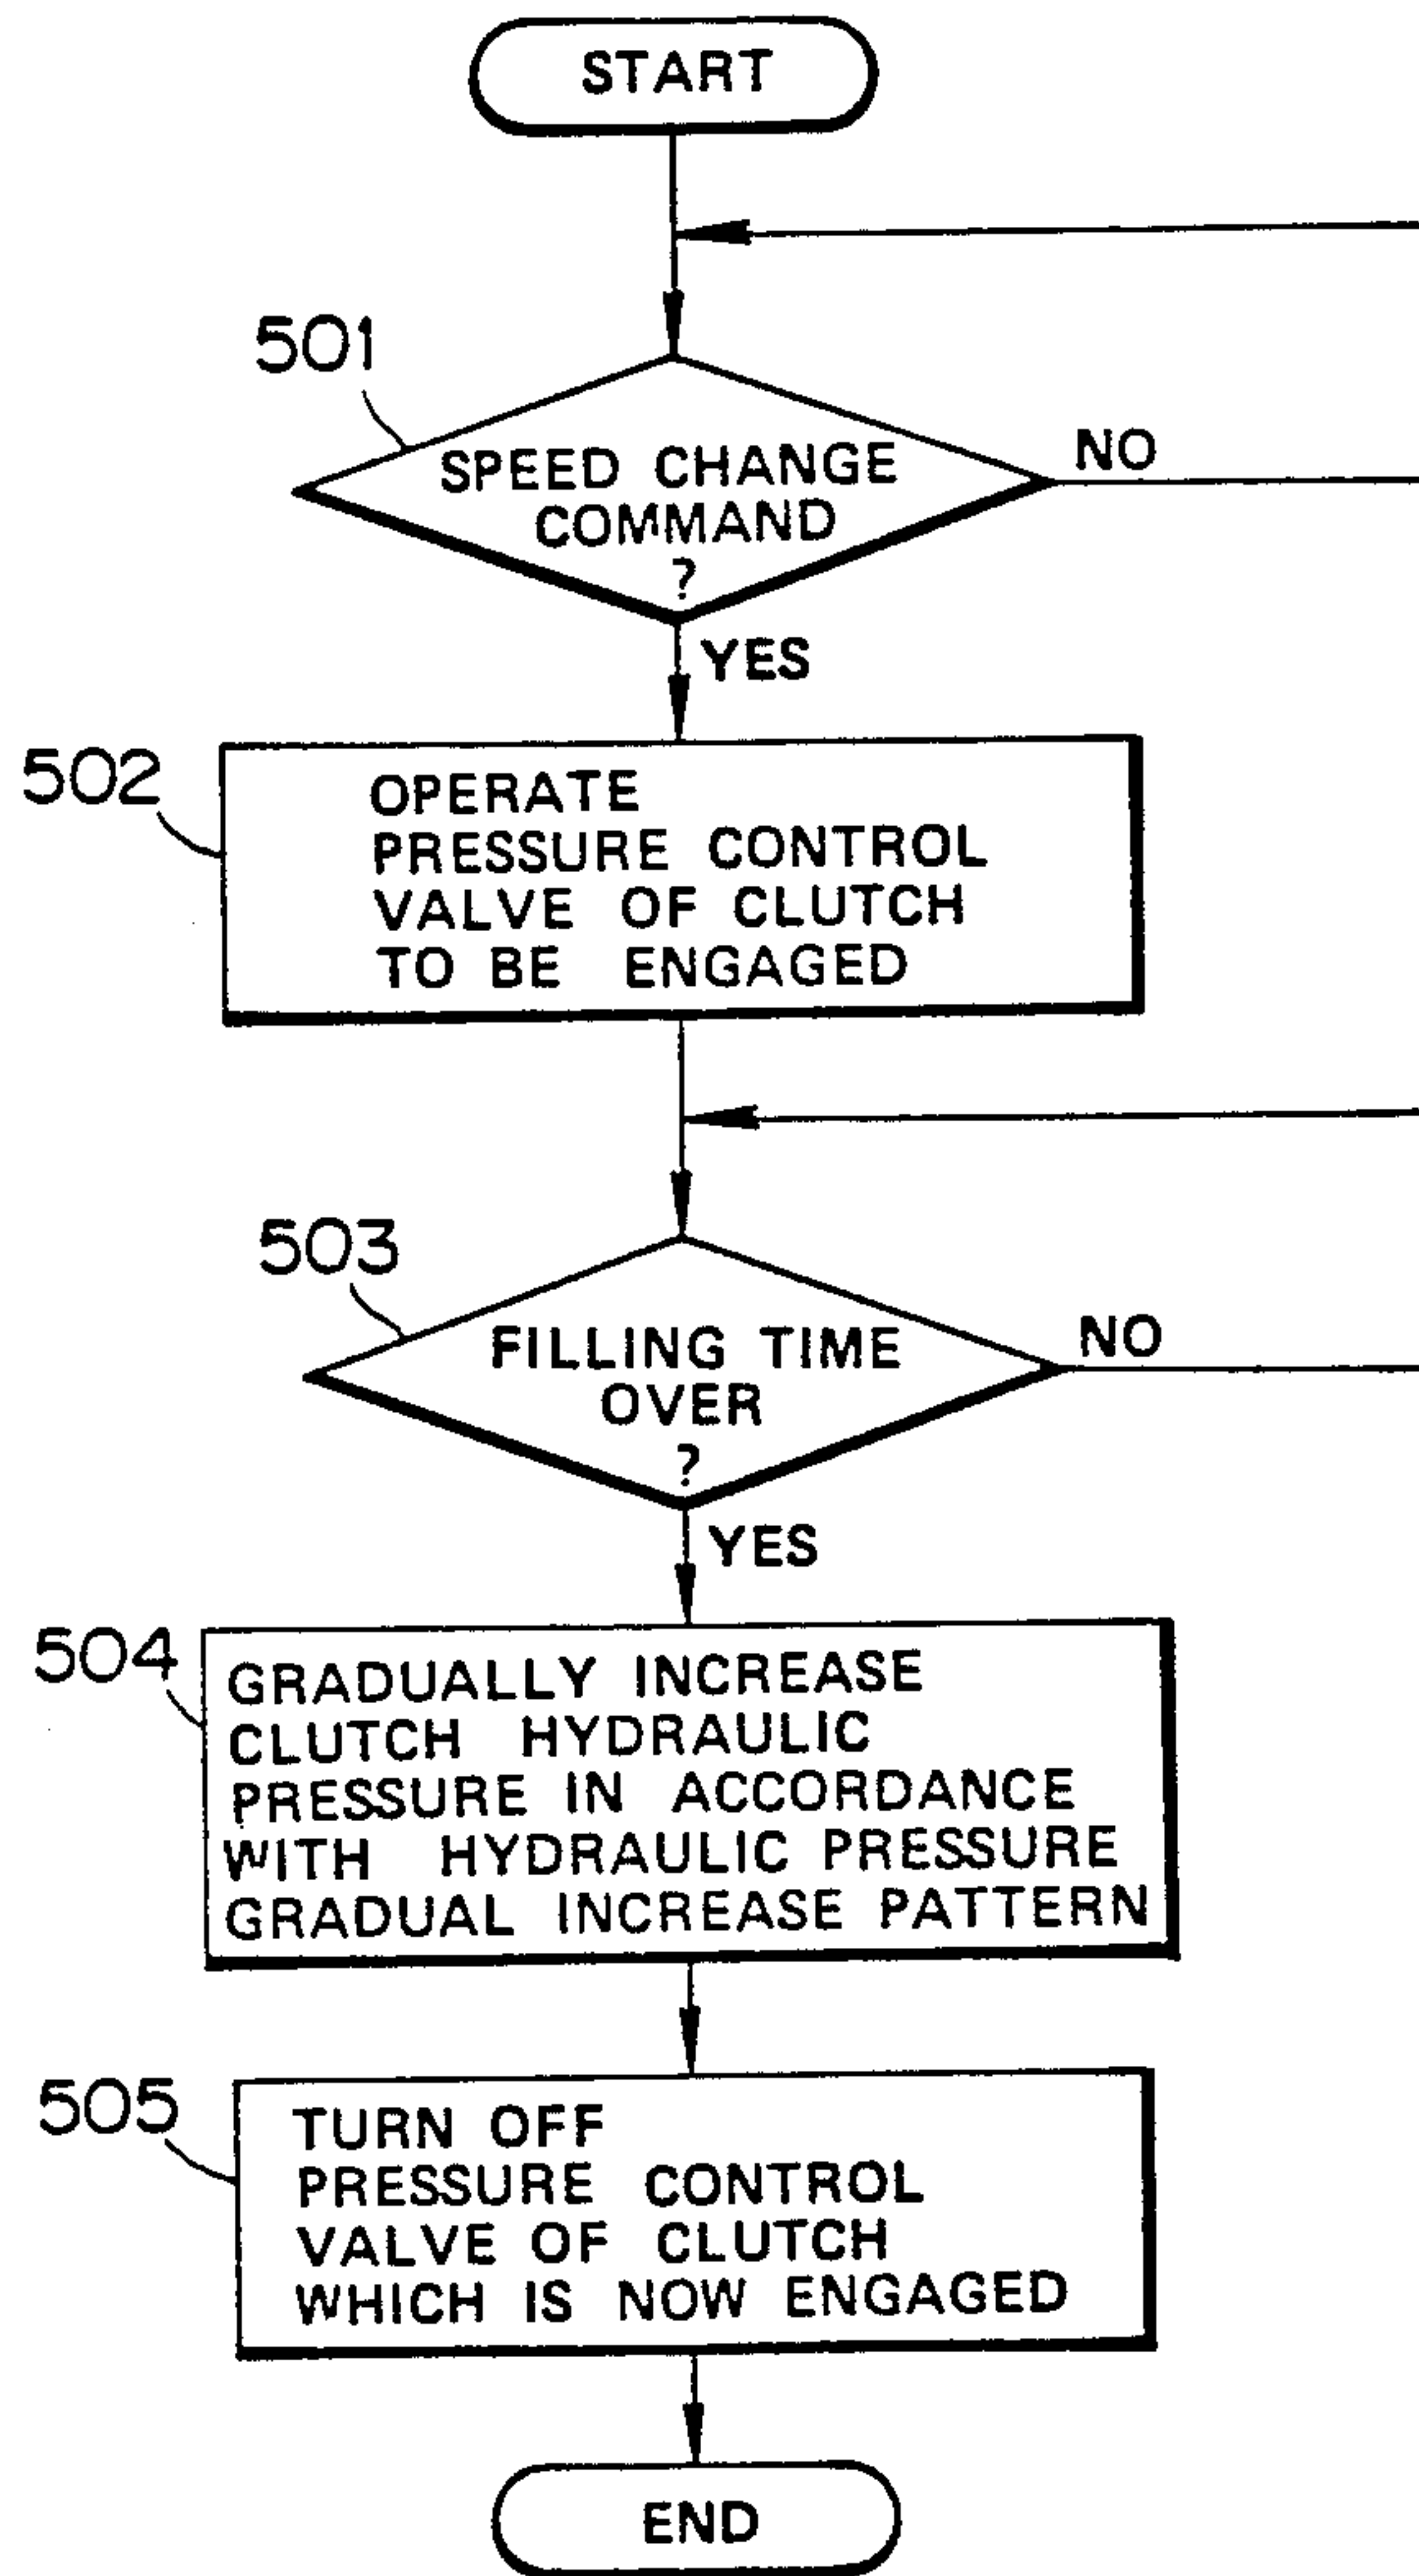 START
501
SPEED CHANGE
COMMAND
?
NO
YES
502
OPERATE
PRESSURE CONTROL
VALVE OF CLUTCH
TO BE ENGAGED
503
FILLING TIME
OVER
?
NO
YES
504
GRADUALLY INCREASE
CLUTCH HYDRAULIC
PRESSURE IN ACCORDANCE
WITH HYDRAULIC PRESSURE
GRADUAL INCREASE PATTERN
505
TURN OFF
PRESSURE CONTROL
VALVE OF CLUTCH
WHICH IS NOW ENGAGED
END